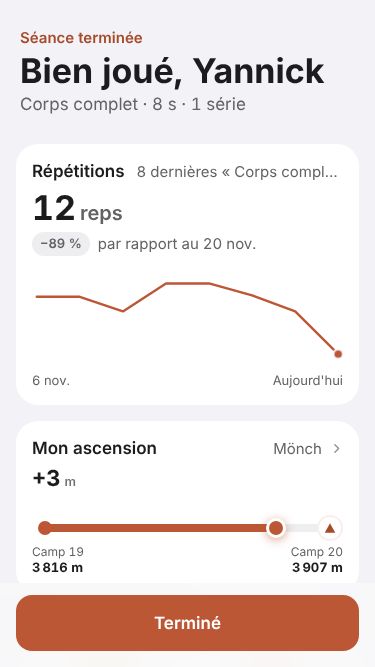 Séance terminée
Bien joué, Yannick
Corps complet · 8 s · 1 série
Répétitions 8 dernières « Corps compl…
12 reps
−89 % par rapport au 20 nov.
6 nov. Aujourd'hui
Mon ascension Mönch
+3 m
Camp 19 Camp 20
3 816 m 3 907 m
Terminé